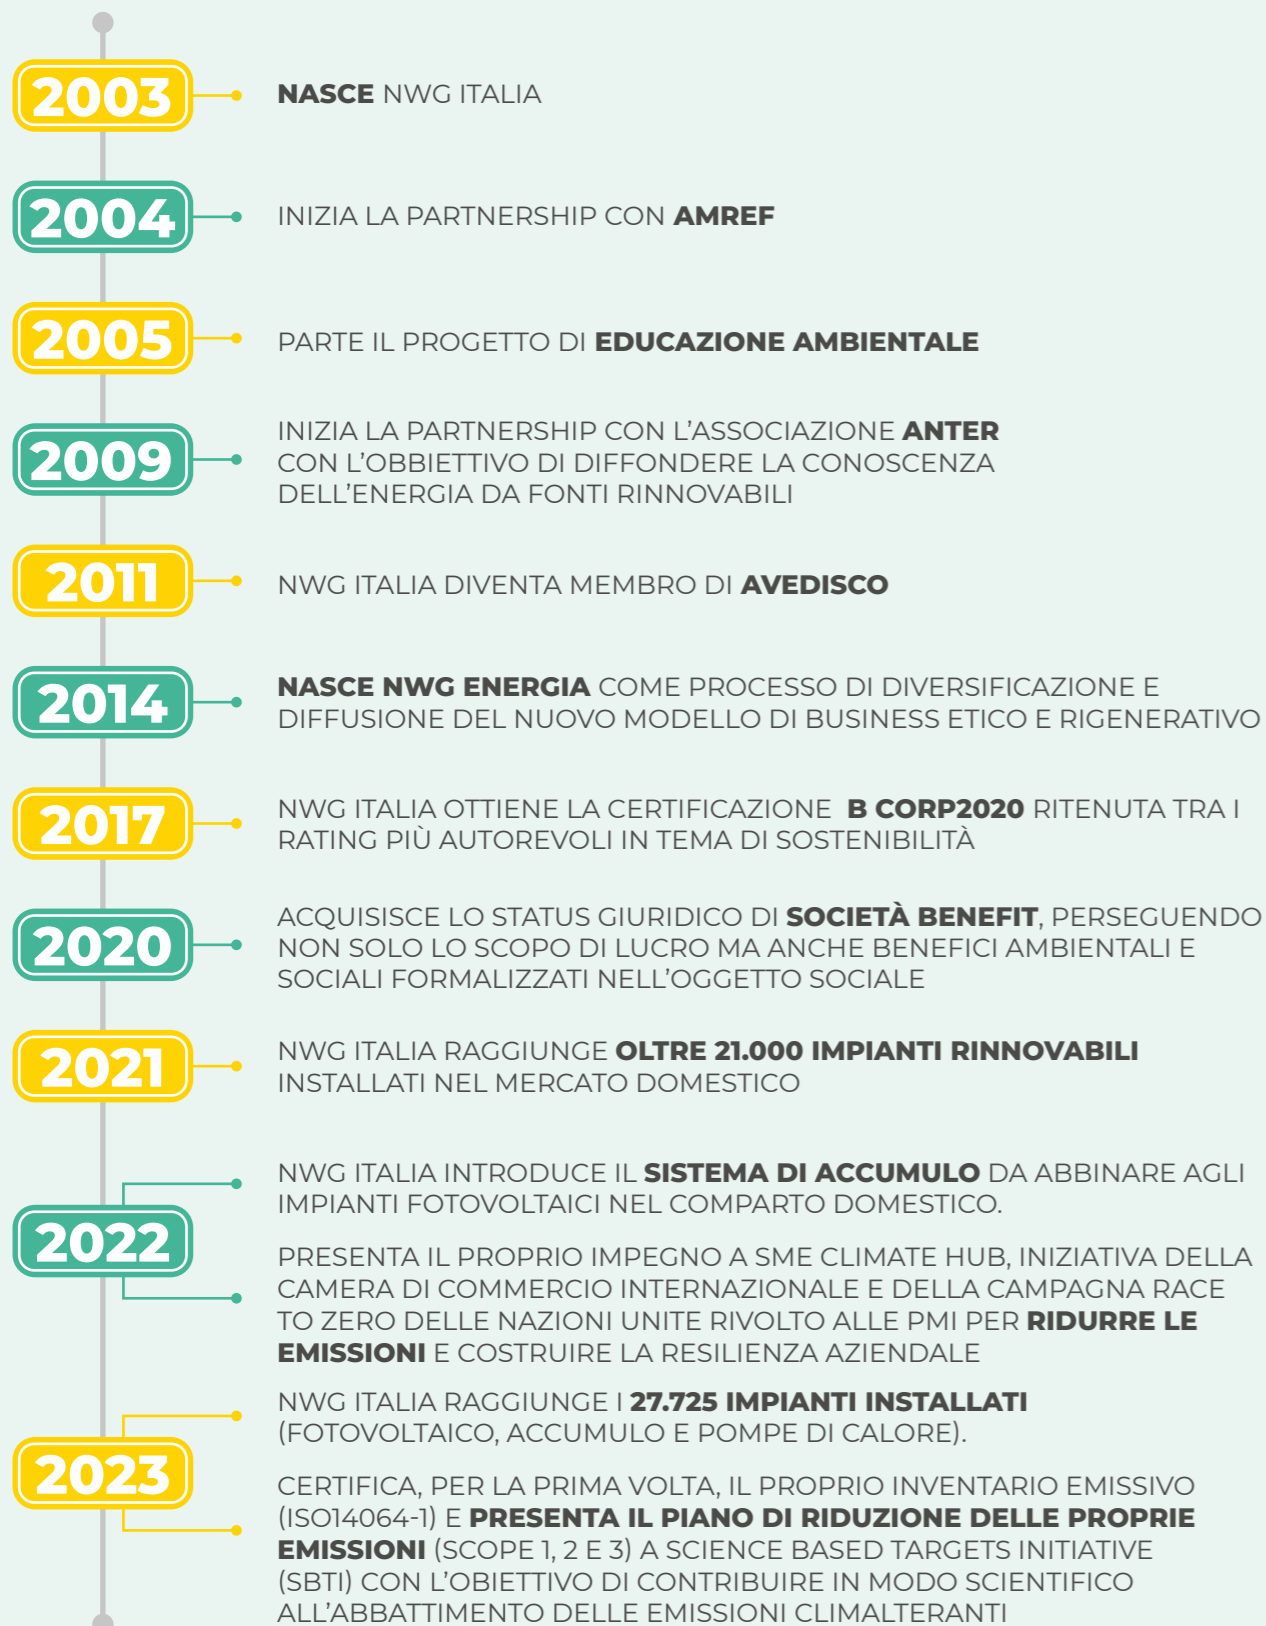 2003
NASCE NWG ITALIA
2004
INIZIA LA PARTNERSHIP CON AMREF
2005
PARTE IL PROGETTO DI EDUCAZIONE AMBIENTALE
2009
INIZIA LA PARTNERSHIP CON L'ASSOCIAZIONE ANTER
CON L'OBBIETTIVO DI DIFFONDERE LA CONOSCENZA
DELL'ENERGIA DA FONTI RINNOVABILI
2011
NWG ITALIA DIVENTA MEMBRO DI AVEDISCO
2014
NASCE NWG ENERGIA COME PROCESSO DI DIVERSIFICAZIONE E
DIFFUSIONE DEL NUOVO MODELLO DI BUSINESS ETICO E RIGENERATIVO
2017
NWG ITALIA OTTIENE LA CERTIFICAZIONE B CORP2020 RITENUTA TRA I
RATING PIÙ AUTOREVOLI IN TEMA DI SOSTENIBILITÀ
2020
ACQUISISCE LO STATUS GIURIDICO DI SOCIETÀ BENEFIT, PERSEGUENDO
NON SOLO LO SCOPO DI LUCRO MA ANCHE BENEFICI AMBIENTALI E
SOCIALI FORMALIZZATI NELL'OGGETTO SOCIALE
2021
NWG ITALIA RAGGIUNGE OLTRE 21.000 IMPIANTI RINNOVABILI
INSTALLATI NEL MERCATO DOMESTICO
2022
NWG ITALIA INTRODUCE IL SISTEMA DI ACCUMULO DA ABBINARE AGLI
IMPIANTI FOTOVOLTAICI NEL COMPARTO DOMESTICO.
PRESENTA IL PROPRIO IMPEGNO A SME CLIMATE HUB, INIZIATIVA DELLA
CAMERA DI COMMERCIO INTERNAZIONALE E DELLA CAMPAGNA RACE
TO ZERO DELLE NAZIONI UNITE RIVOLTO ALLE PMI PER RIDURRE LE
EMISSIONI E COSTRUIRE LA RESILIENZA AZIENDALE
2023
NWG ITALIA RAGGIUNGE I 27.725 IMPIANTI INSTALLATI
(FOTOVOLTAICO, ACCUMULO E POMPE DI CALORE).
CERTIFICA, PER LA PRIMA VOLTA, IL PROPRIO INVENTARIO EMISSIVO
(ISO14064-1) E PRESENTA IL PIANO DI RIDUZIONE DELLE PROPRIE
EMISSIONI (SCOPE 1, 2 E 3) A SCIENCE BASED TARGETS INITIATIVE
(SBTI) CON L'OBIETTIVO DI CONTRIBUIRE IN MODO SCIENTIFICO
ALL'ABBATTIMENTO DELLE EMISSIONI CLIMALTERANTI